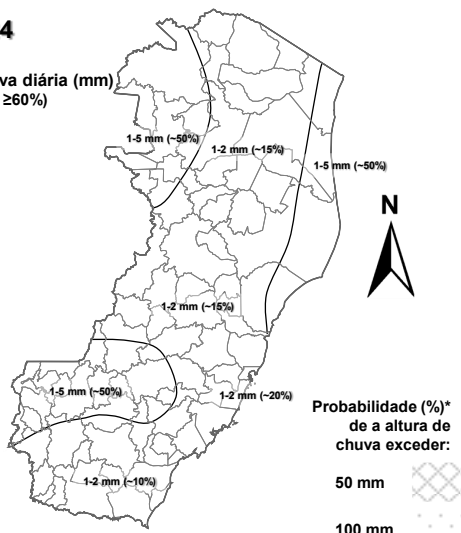 4
va diária (mm)
≥60%)
1-5 mm (~50%)
1-2 mm (~15%)
1-5 mm (~50%)
N
1-2 mm (~15%)
1-5 mm (~50%)
1-2 mm (~20%)
Probabilidade (%)*
de a altura de
chuva exceder:
50 mm
1-2 mm (~10%)
100 mm